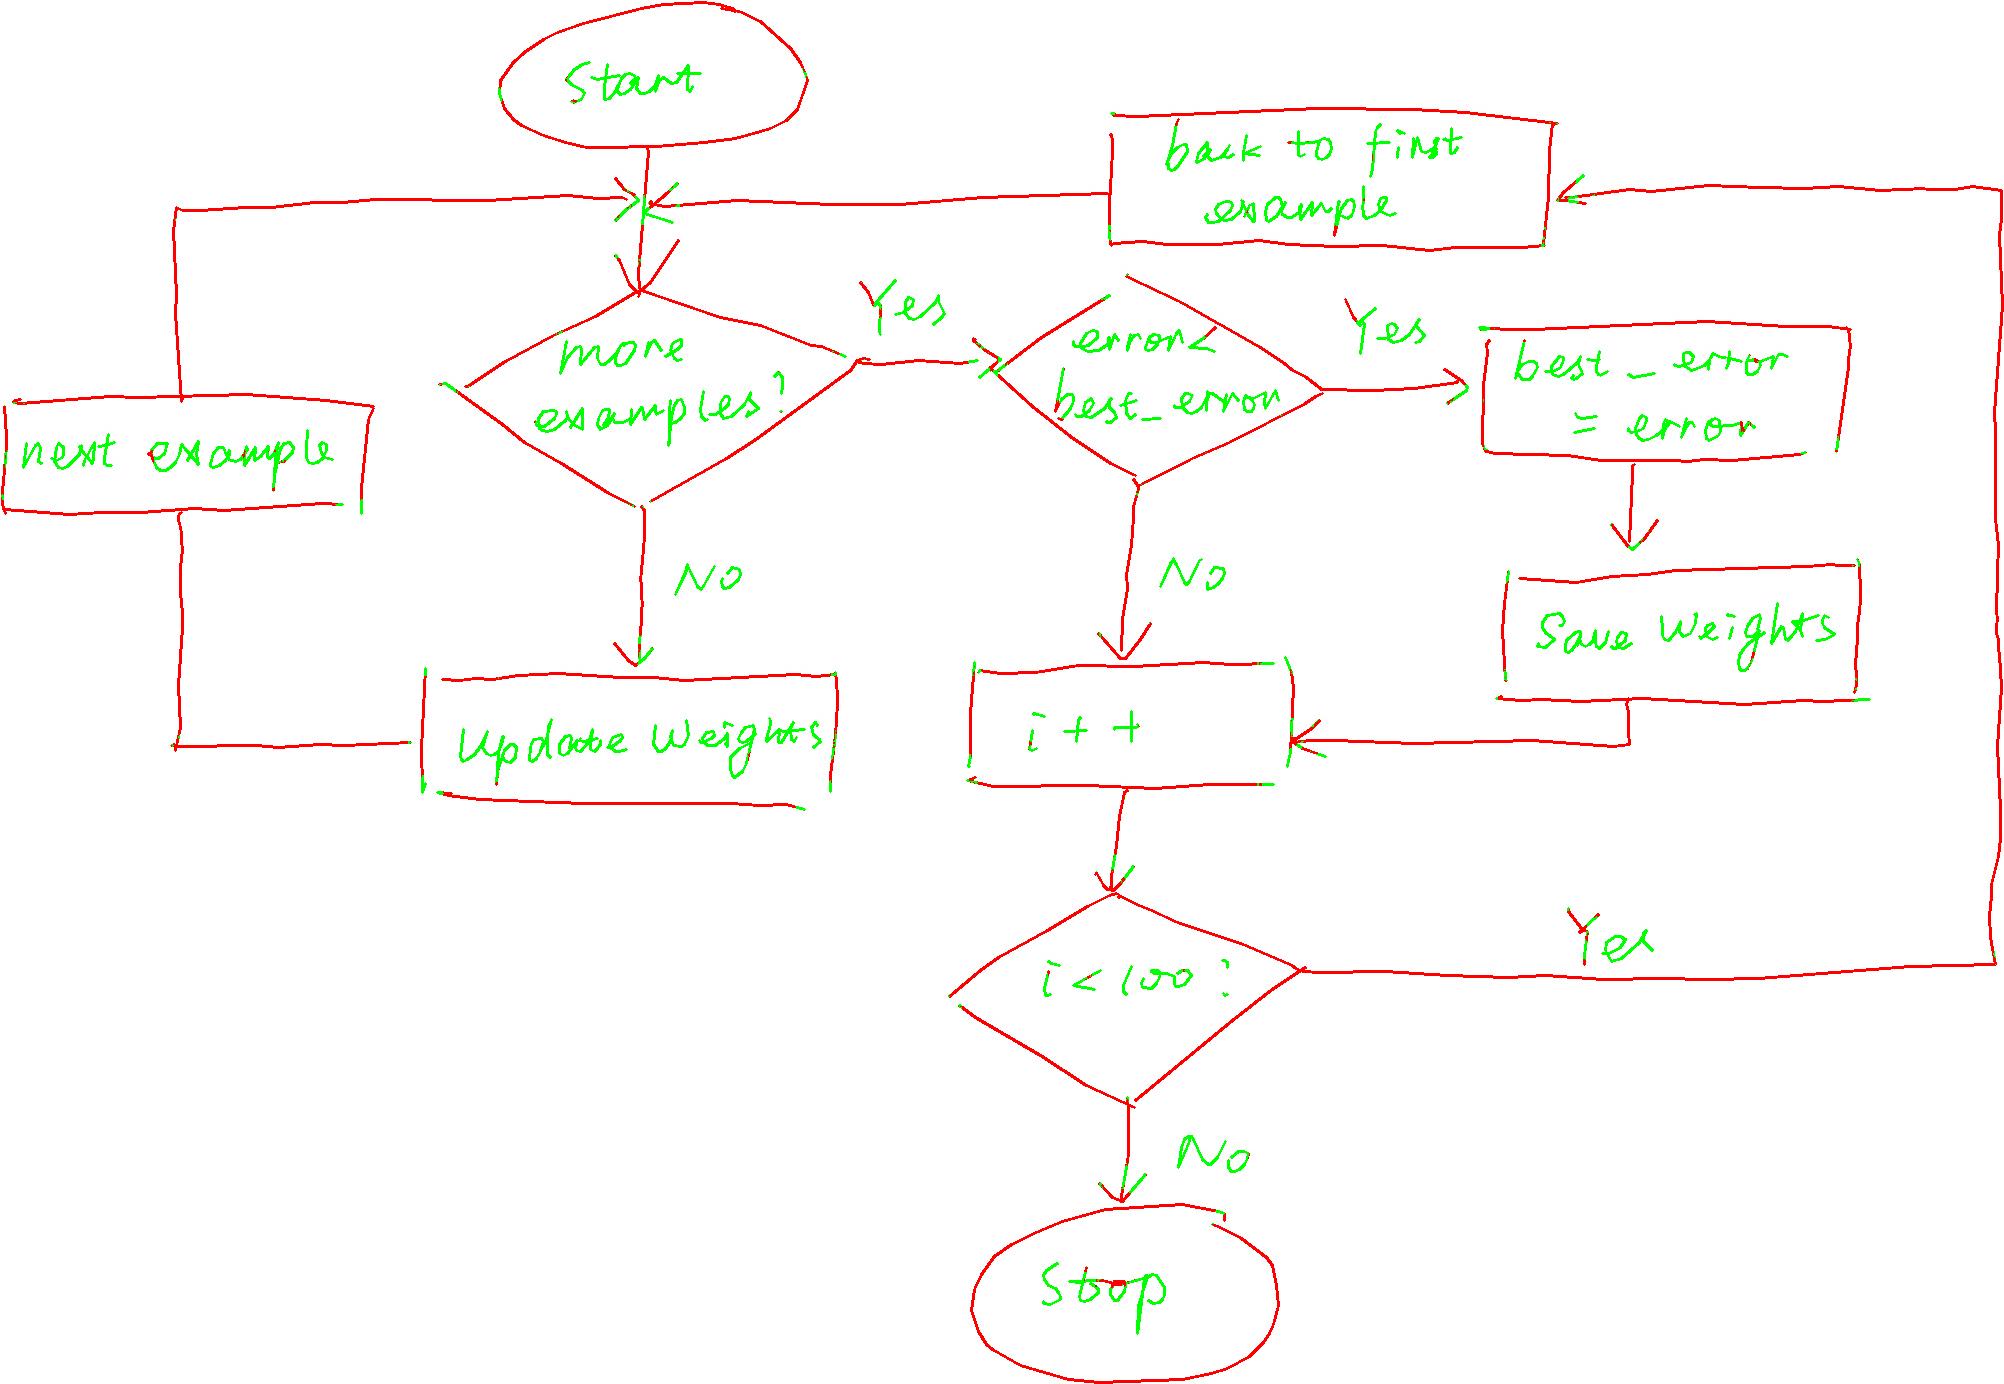 Start
back to first
example
more
examples?
Yes
error<
best_error
Yes
best_error
= error
next example
No
No
Save Weights
Update Weights
i++
i<100?
Yes
No
Stop